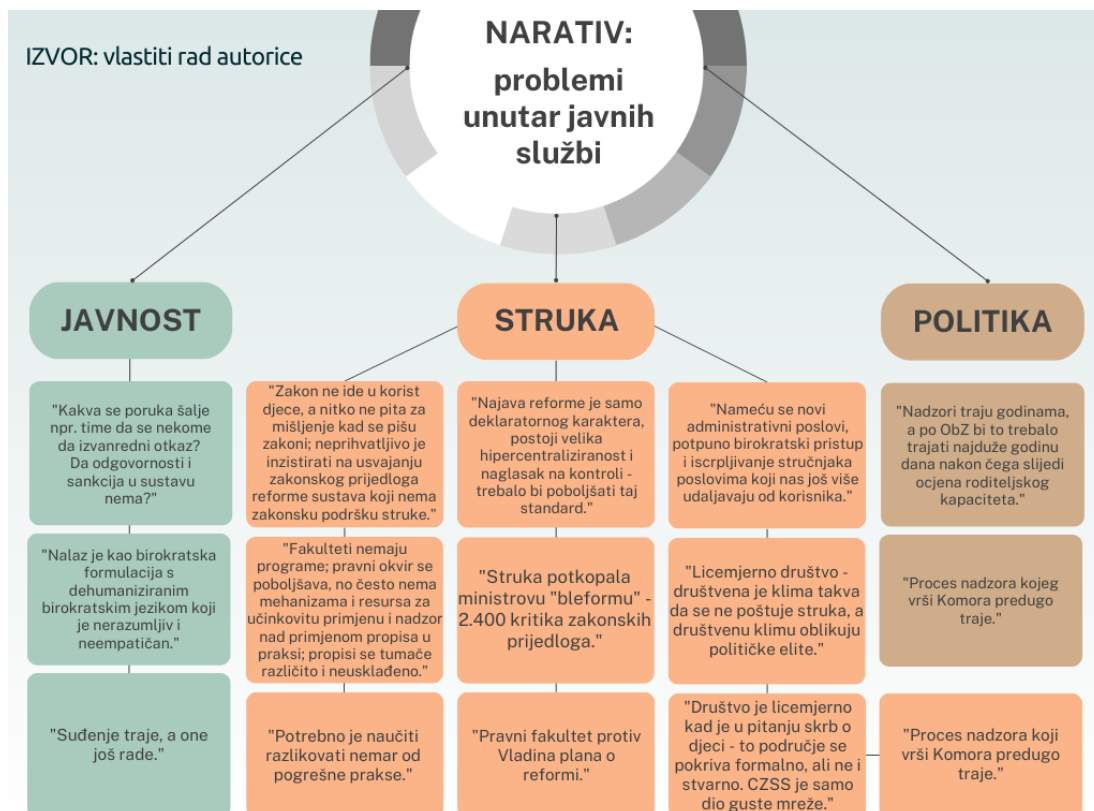 IZVOR: vlastiti rad autorice
NARATIV:
problemi
unutar javnih
službi
JAVNOST
"Kakva se poruka šalje
npr. time da se nekome
da izvanredni otkaz?
Da odgovornosti i
sankcija u sustavu
nema?"
"Nalaz je kao birokratska
formulacija s
dehumaniziranim
birokratskim jezikom koji
je nerazumljiv i
neempatičan."
"Suđenje traje, a one
još rade."
STRUKA
"Zakon ne ide u korist
djece, a nitko ne pita za
mišljenje kad se pišu
zakoni; neprihvatljivo je
inzistirati na usvajanju
zakonskog prijedloga
reforme sustava koji nema
zakonsku podršku struke."
"Fakulteti nemaju
programe; pravni okvir se
poboljšava, no često nema
mehanizama i resursa za
učinkovitu primjenu i nadzor
nad primjenom propisa u
praksi; propisi se tumače
različito i neusklađeno."
"Potrebno je naučiti
razlikovati nemar od
pogrešne prakse."
"Najava reforme je samo
deklaratornog karaktera,
postoji velika
hipercentraliziranost i
naglasak na kontroli -
trebalo bi poboljšati taj
standard."
"Struka potkopala
ministrovu "bleformu" -
2.400 kritika zakonskih
prijedloga."
"Pravni fakultet protiv
Vladina plana o
reformi."
"Nameću se novi
administrativni poslovi,
potpuno birokratski pristup
i iscrpljivanje stručnjaka
poslovima koji nas još više
udaljavaju od korisnika."
"Licemjerno društvo -
društvena je klima takva
da se ne poštuje struka, a
društvenu klimu oblikuju
političke elite."
"Društvo je licemjerno
kad je u pitanju skrb o
djeci - to područje se
pokriva formalno, ali ne i
stvarno. CZSS je samo
dio guste mreže."
"Proces nadzora koji
vrši Komora predugo
traje."
POLITIKA
"Nadzori traju godinama,
a po ObZ bi to trebalo
trajati najduže godinu
dana nakon čega slijedi
ocjena roditeljskog
kapaciteta."
"Proces nadzora kojeg
vrši Komora predugo
traje."